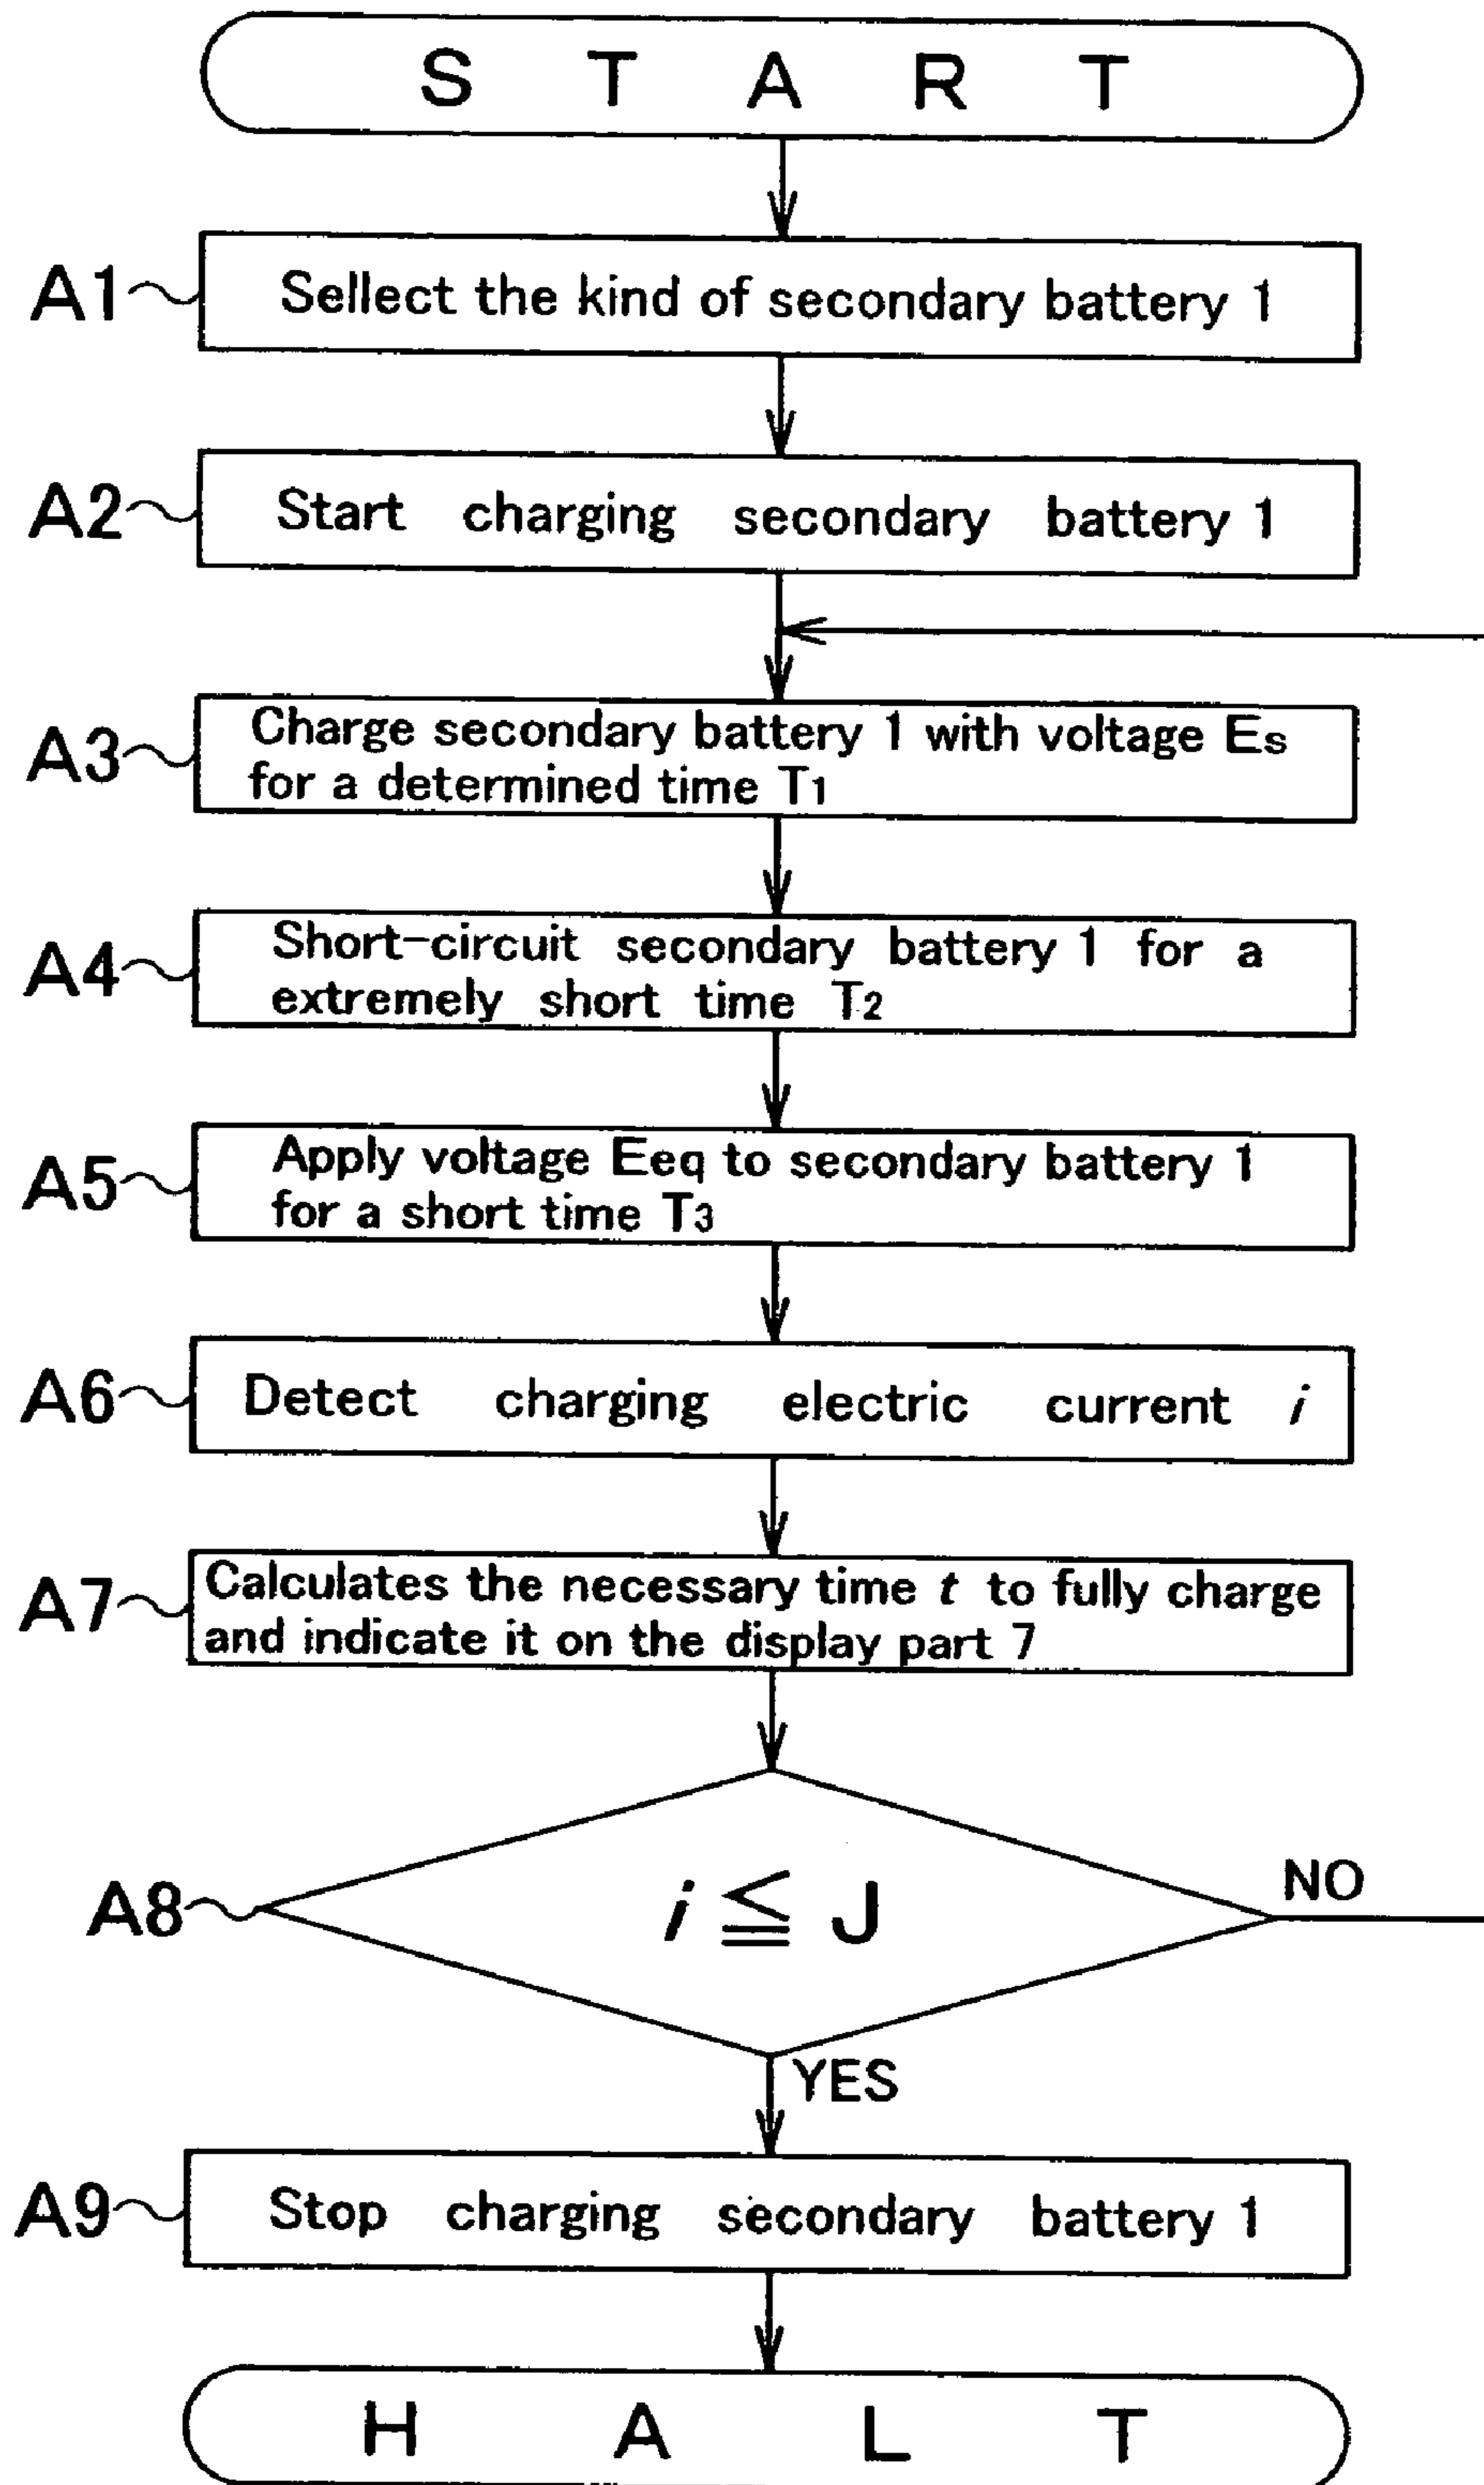 START
A1
Sellect the kind of secondary battery 1
A2
Start charging secondary battery 1
A3
Charge secondary battery 1 with voltage Es
for a determined time T1
A4
Short-circuit secondary battery 1 for a
extremely short time T2
A5
Apply voltage Eeq to secondary battery 1
for a short time T3
A6
Detect charging electric current i
A7
Calculates the necessary time t to fully charge
and indicate it on the display part 7
A8
i ≦ J
NO
YES
A9
Stop charging secondary battery 1
HALT